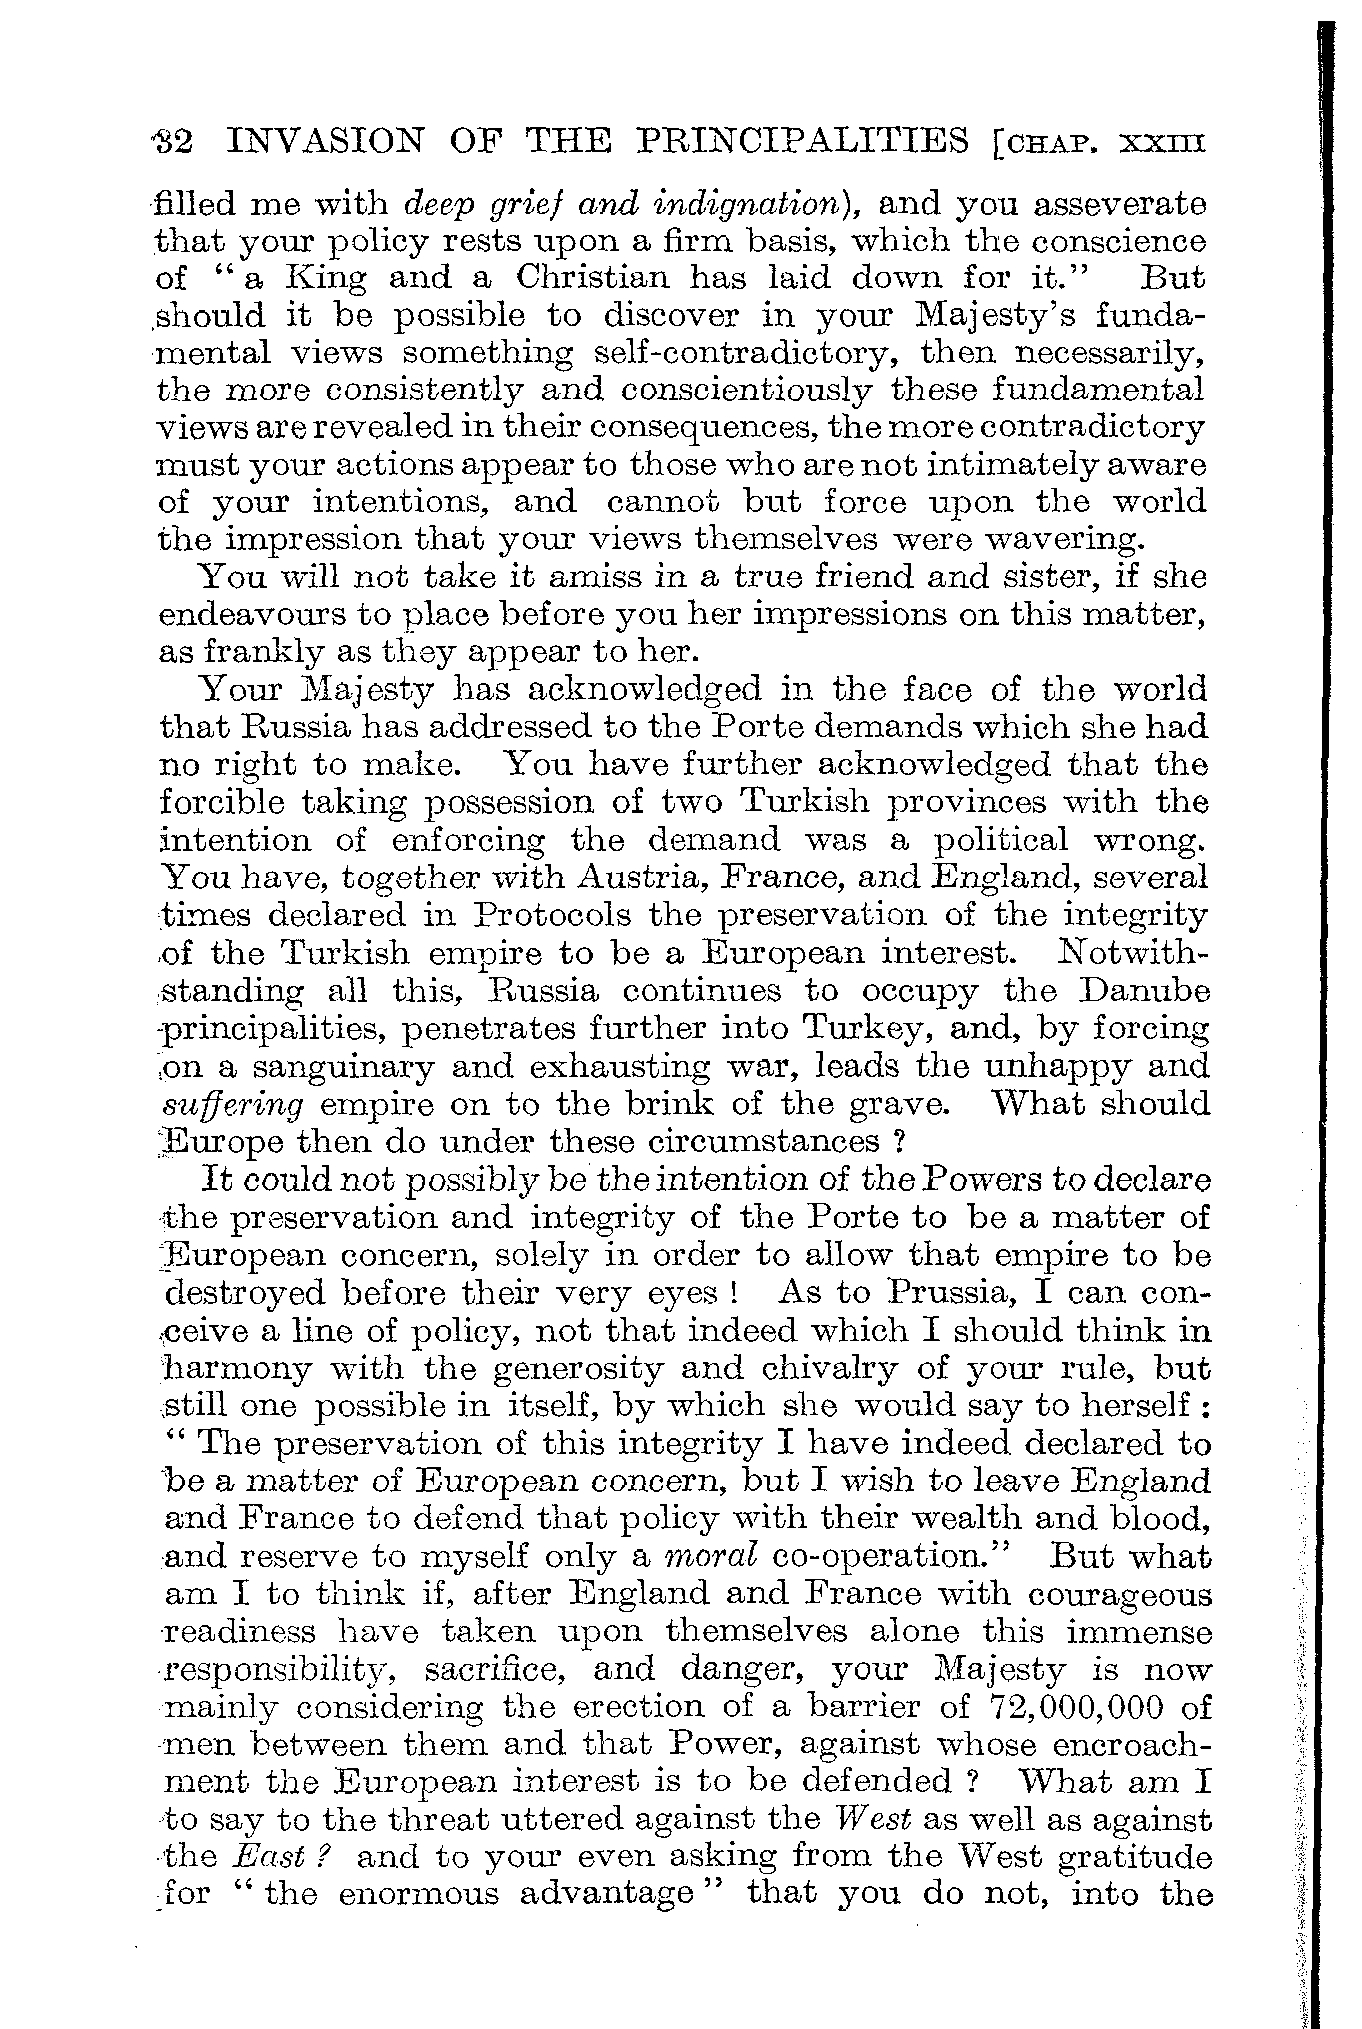 32 INVASION OF THE PRINCIPALITIES [CHAP. XXIII
filled me with deep grief and indignation), and you asseverate
that your policy rests upon a firm basis, which the conscience
of “a King and a Christian has laid down for it.” But
should it be possible to discover in your Majesty's funda-
mental views something self-contradictory, then necessarily,
the more consistently and conscientiously these fundamental
views are revealed in their consequences, the more contradictory
must your actions appear to those who are not intimately aware
of your intentions, and cannot but force upon the world
the impression that your views themselves were wavering.
You will not take it amiss in a true friend and sister, if she
endeavours to place before you her impressions on this matter,
as frankly as they appear to her.
Your Majesty has acknowledged in the face of the world
that Russia has addressed to the Porte demands which she had
no right to make. You have further acknowledged that the
forcible taking possession of two Turkish provinces with the
intention of enforcing the demand was a political wrong.
You have, together with Austria, France, and England, several
times declared in Protocols the preservation of the integrity
of the Turkish empire to be a European interest. Notwith-
standing all this, Russia continues to occupy the Danube
principalities, penetrates further into Turkey, and, by forcing
on a sanguinary and exhausting war, leads the unhappy and
suffering empire on to the brink of the grave. What should
Europe then do under these circumstances ?
It could not possibly be the intention of the Powers to declare
the preservation and integrity of the Porte to be a matter of
European concern, solely in order to allow that empire to be
destroyed before their very eyes ! As to Prussia, I can con-
ceive a line of policy, not that indeed which I should think in
harmony with the generosity and chivalry of your rule, but
still one possible in itself, by which she would say to herself :
“ The preservation of this integrity I have indeed declared to
be a matter of European concern, but I wish to leave England
and France to defend that policy with their wealth and blood,
and reserve to myself only a moral co-operation.” But what
am I to think if, after England and France with courageous
readiness have taken upon themselves alone this immense
responsibility, sacrifice, and danger, your Majesty is now
mainly considering the erection of a barrier of 72,000,000 of
men between them and that Power, against whose encroach-
ment the European interest is to be defended ? What am I
to say to the threat uttered against the West as well as against
the East ? and to your even asking from the West gratitude
for “ the enormous advantage ” that you do not, into the